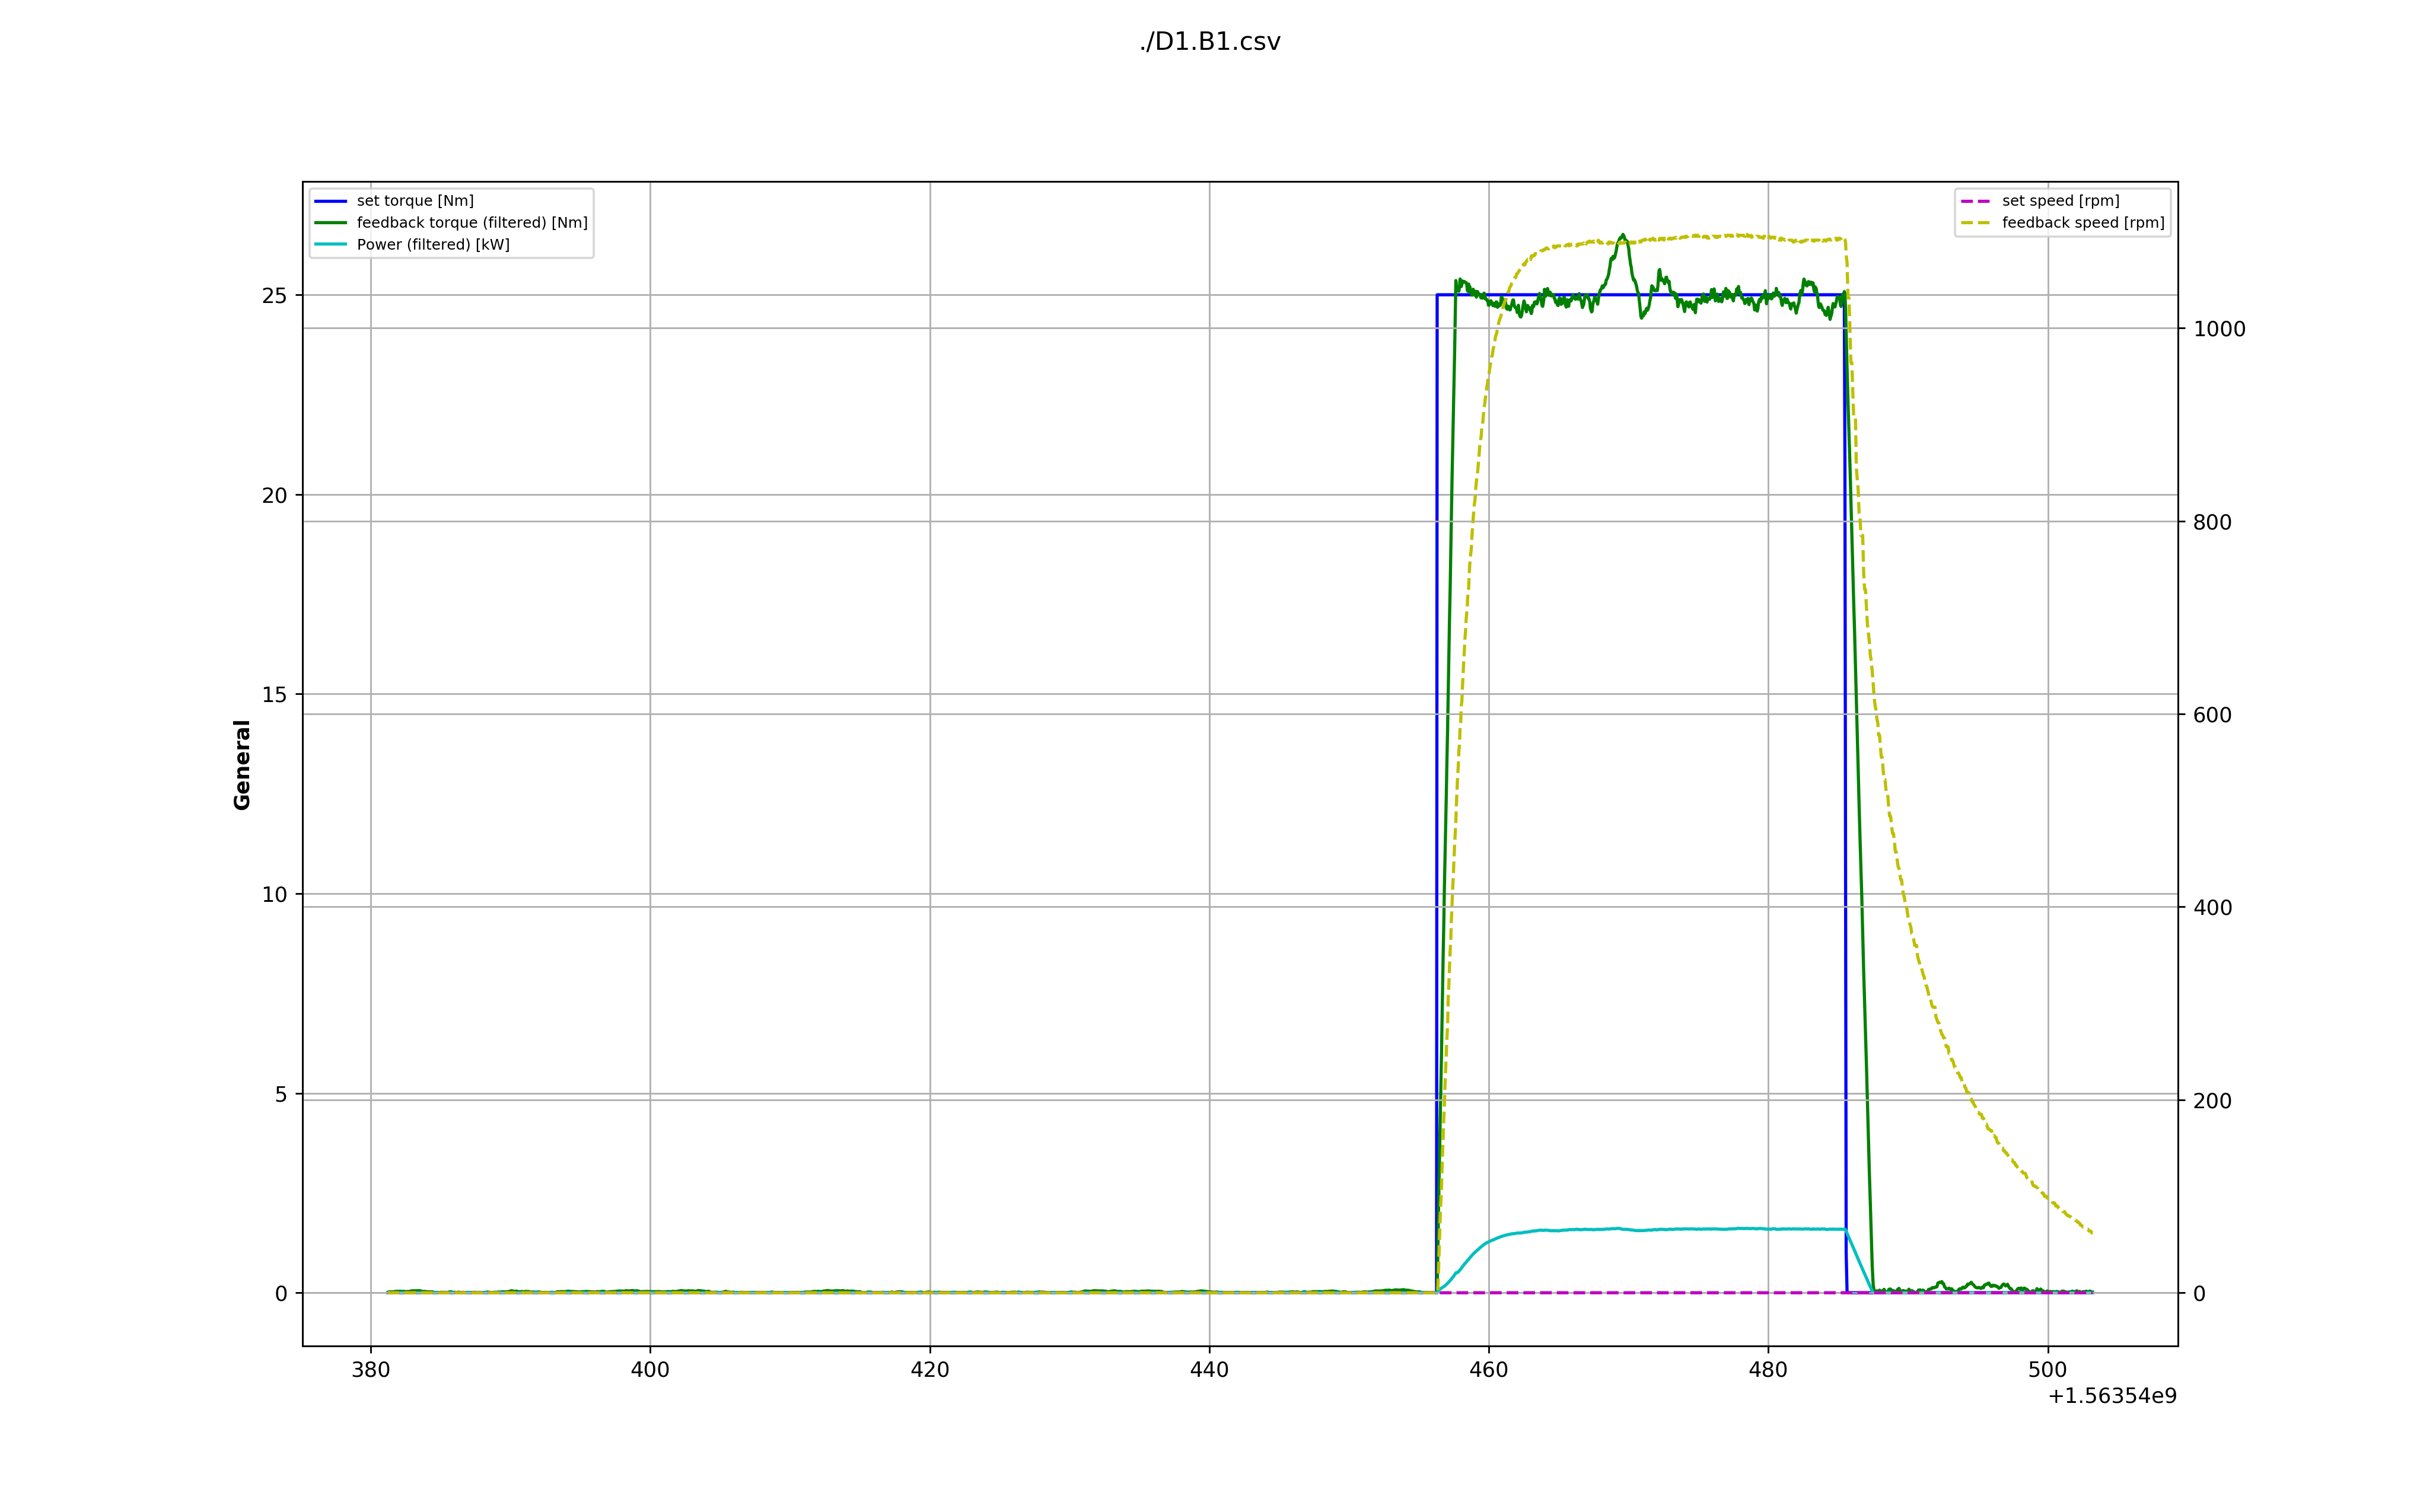 ./D1.B1.csv
set torque [Nm]
feedback torque (filtered) [Nm]
Power (filtered) [kW]
set speed [rpm]
feedback speed [rpm]
General
25
20
15
10
5
0
1000
800
600
400
200
0
380 400 420 440 460 480 500
+1.56354e9